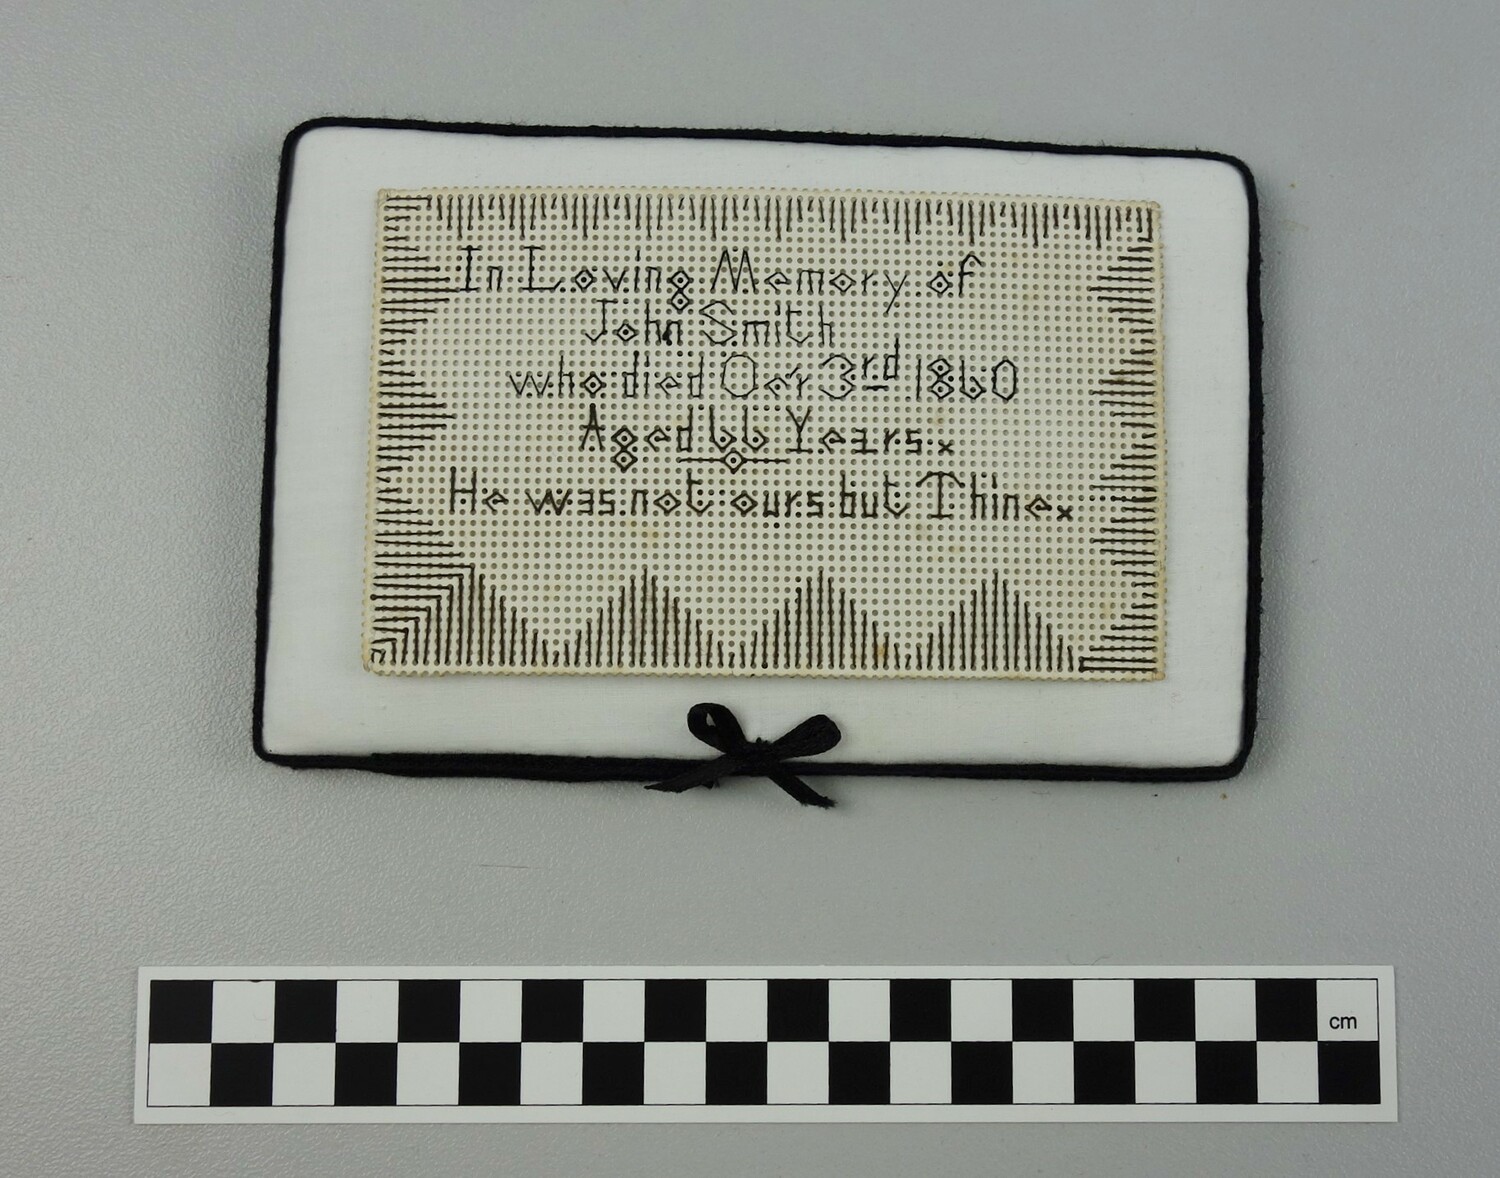 In Loving Memory of
John Smith
who died Oct 3rd 1860
Aged 66 Years x
He was not ours but Thine x
cm